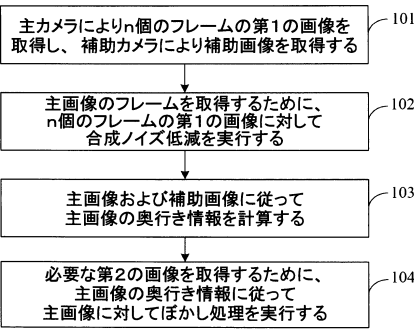 主カメラによりn個のフレームの第1の画像を
取得し、補助カメラにより補助画像を取得する
101
主画像のフレームを取得するために、
n個のフレームの第1の画像に対して
合成ノイズ低減を実行する
102
主画像および補助画像に従って
主画像の奥行き情報を計算する
103
必要な第2の画像を取得するために、
主画像の奥行き情報に従って
主画像に対してぼかし処理を実行する
104